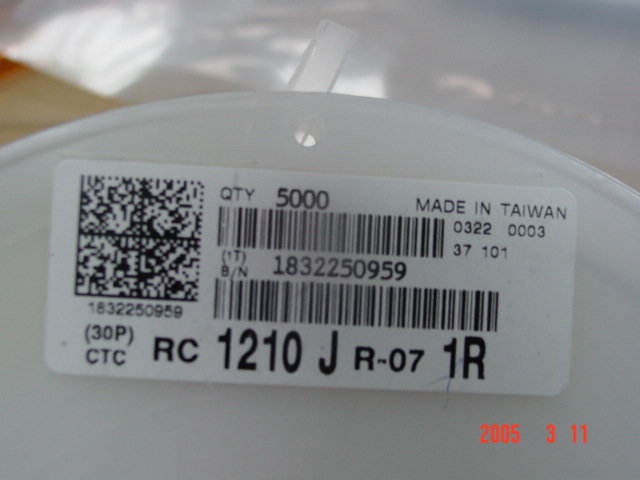 QTY 5000
MADE IN TAIWAN
0322 0003
37 101
(1T)
B/N 1832250959
1832250959
(30P)
CTC RC 1210 J R-07 1R
2005 3 11